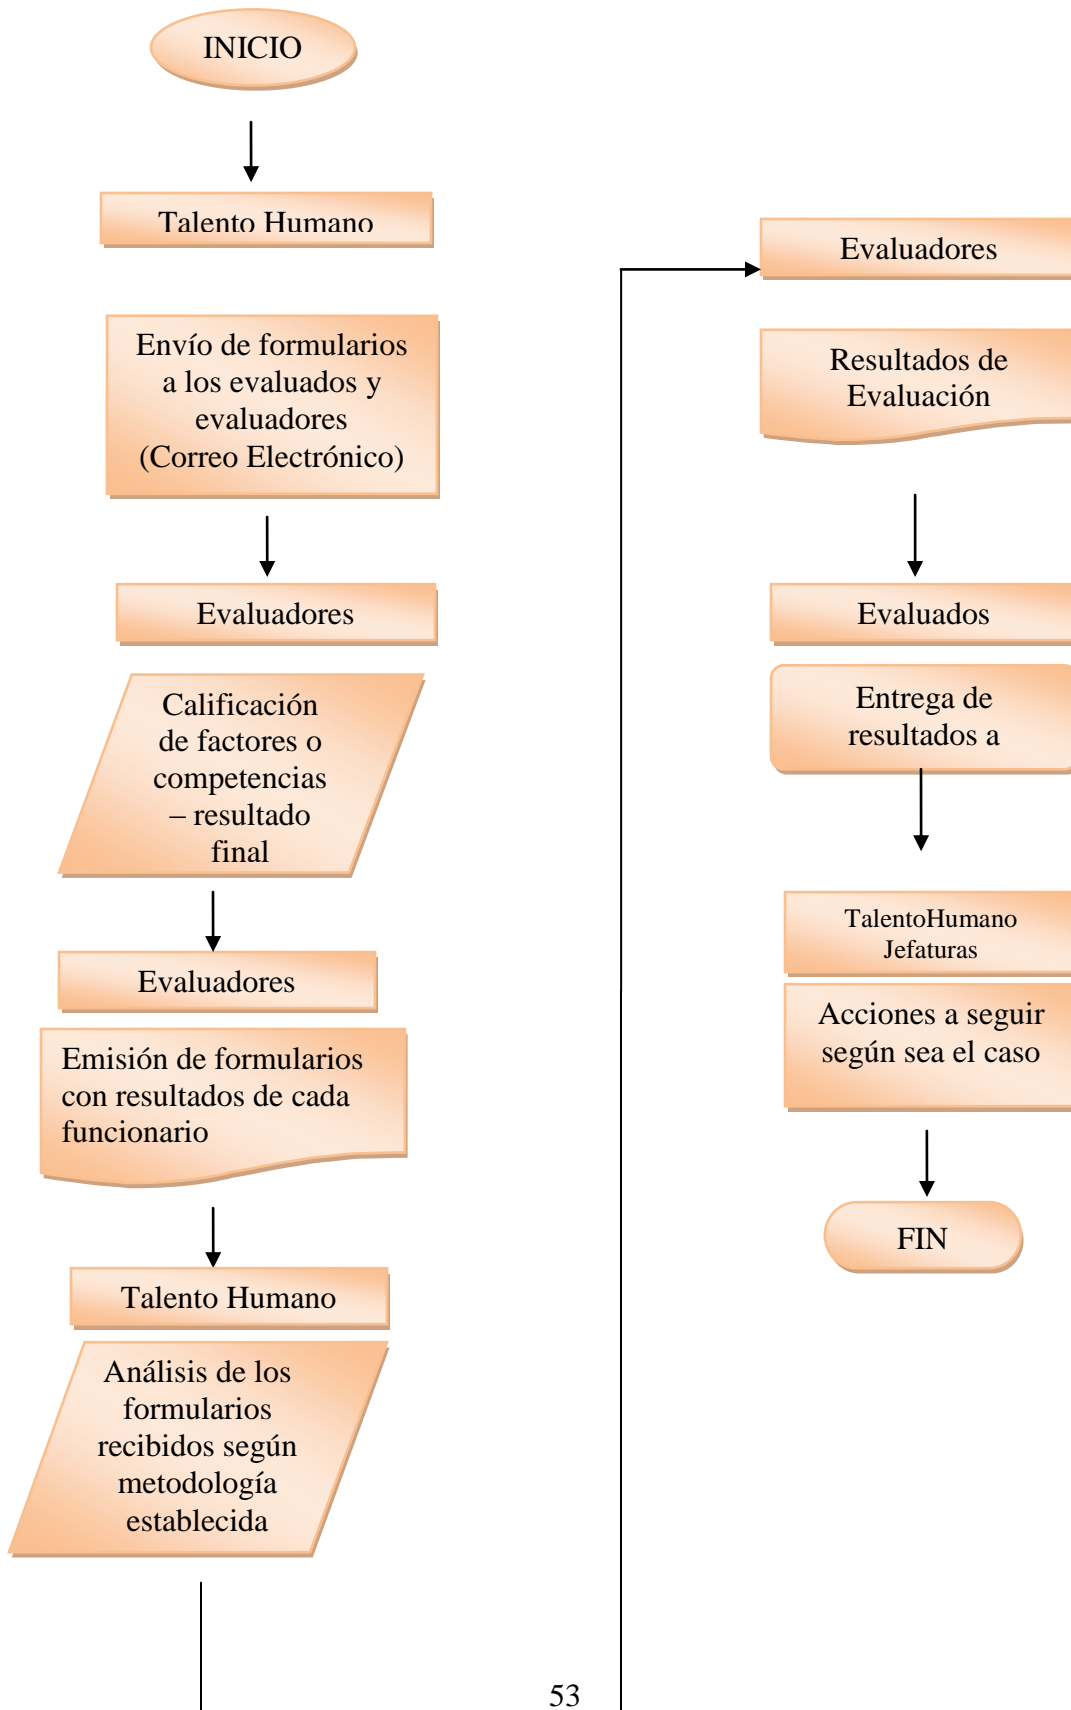 INICIO
Talento Humano
Envío de formularios
a los evaluados y
evaluadores
(Correo Electrónico)
Evaluadores
Calificación
de factores o
competencias
– resultado
final
Evaluadores
Emisión de formularios
con resultados de cada
funcionario
Talento Humano
Análisis de los
formularios
recibidos según
metodología
establecida
Evaluadores
Resultados de
Evaluación
Evaluados
Entrega de
resultados a
TalentoHumano
Jefaturas
Acciones a seguir
según sea el caso
FIN
53